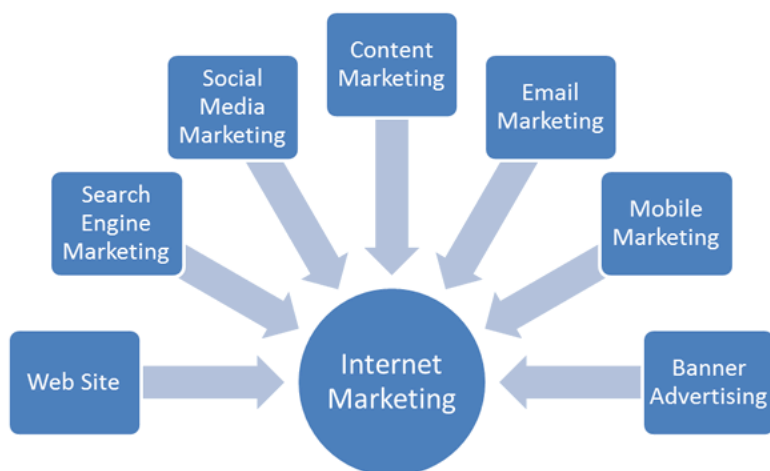 Content
Marketing
Social
Media
Marketing
Email
Marketing
Search
Engine
Marketing
Mobile
Marketing
Web Site
Internet
Marketing
Banner
Advertising